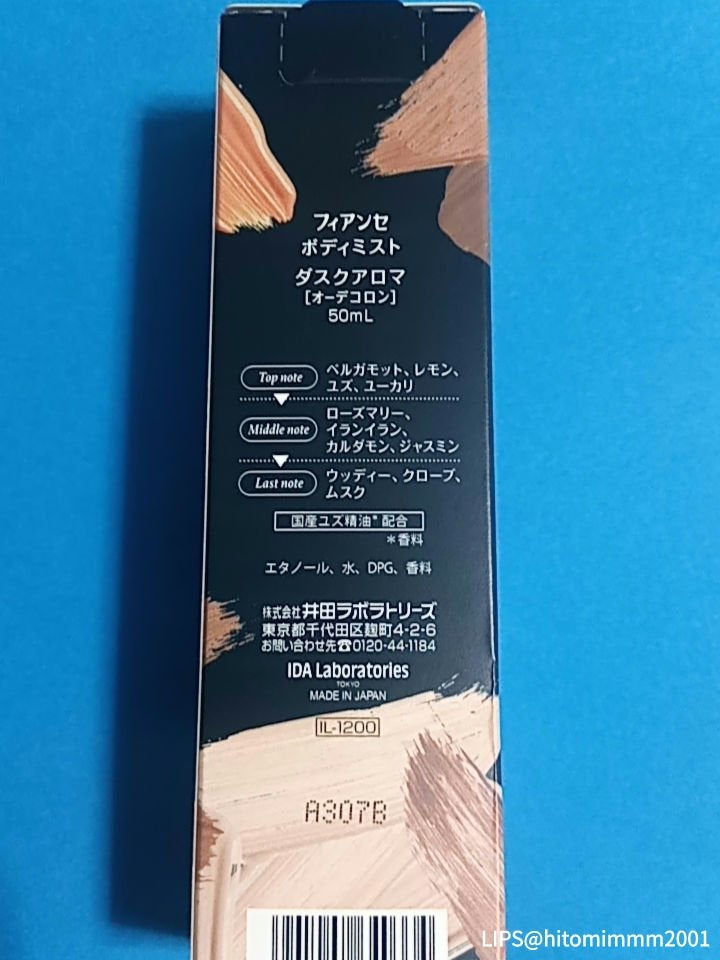 フィアンセ
ボディミスト
ダスクアロマ
[オーデコロン]
50mL
Top note
ベルガモット、レモン、
ユズ、ユーカリ
Middle note
ローズマリー、
イランイラン、
カルダモン、ジャスミン
Last note
ウッディー、クローブ、
ムスク
国産ユズ精油*配合
*香料
エタノール、水、DPG、香料
株式会社井田ラボラトリーズ
東京都千代田区麹町4-2-6
お問い合わせ先☎0120-44-1184
IDA Laboratories
TOKYO
MADE IN JAPAN
IL-1200
A307B
LIPS@hitomimmm2001